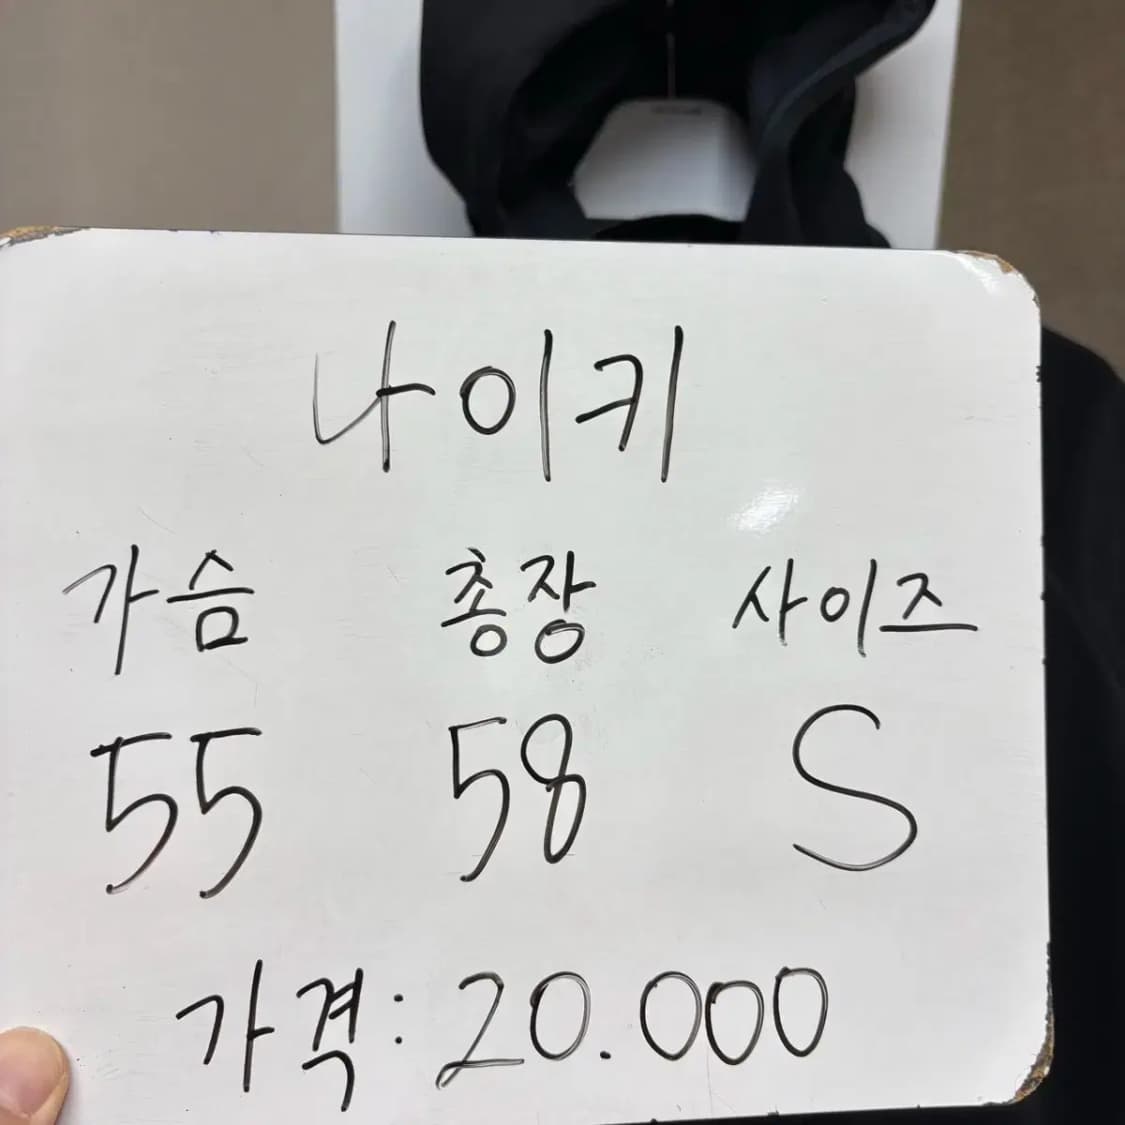 나이키
가슴 총장 사이즈
55 58 S
가격: 20.000